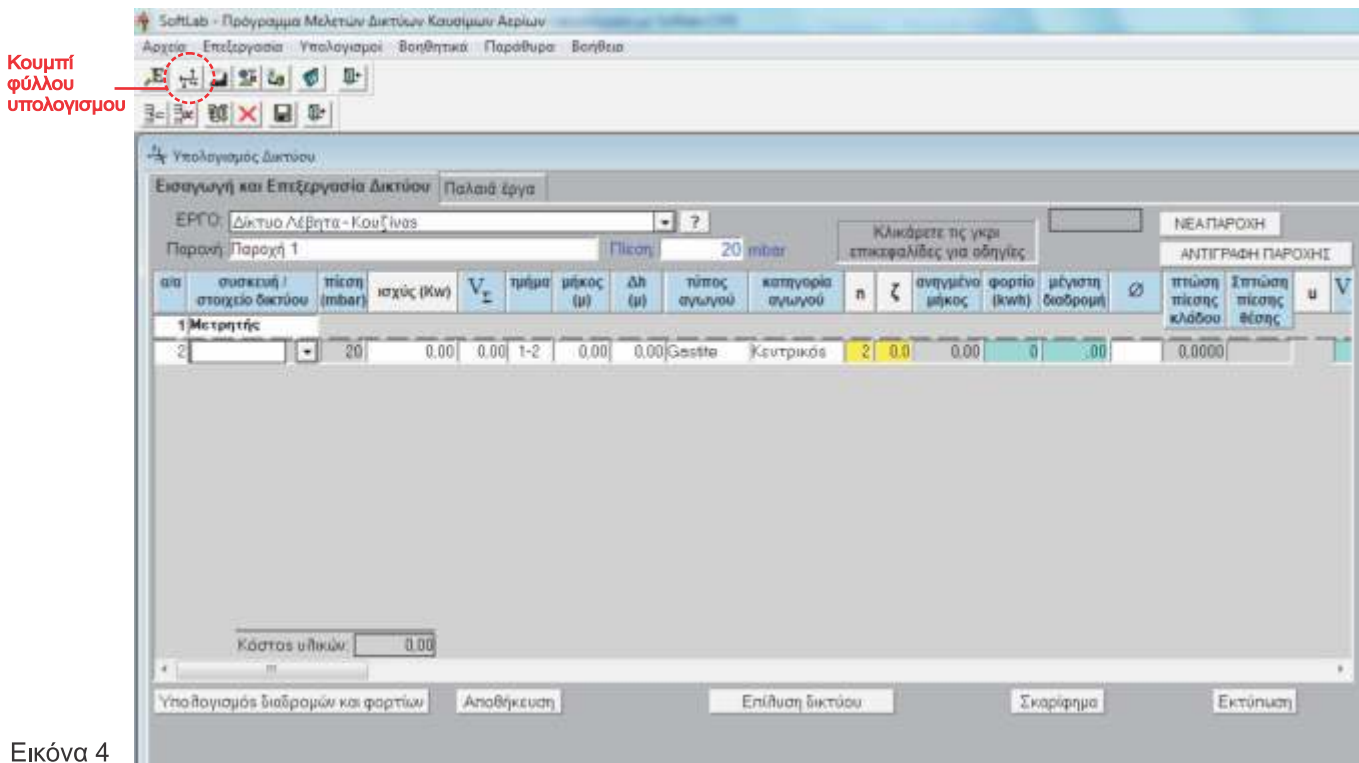 SoftLab - Πρόγραμμα Μελετών Δικτύων Καυσίμων Αερίων
Αρχεία Επεξεργασία Υπολογισμοί Βοηθητικά Παράθυρα Βοήθεια
Κουμπί
φύλλου
υπολογισμου
Υπολογισμός Δικτύου
Εισαγωγή και Επεξεργασία Δικτύου Παλαιά έργα
ΕΡΓΟ: Δίκτυο Λέβητα - Κουζίνας ?
Κλικάρετε τις γκρι
επικεφαλίδες για οδηγίες
ΝΕΑ ΠΑΡΟΧΗ
Παροχή Παροχή 1 Πίεση: 20 mbar
ΑΝΤΙΓΡΑΦΗ ΠΑΡΟΧΗΣ
α/α συσκευή / στοιχείο δικτύου πίεση (mbar) ισχύς (Kw) VΣ τμήμα μήκος (μ) Δh (μ) τύπος αγωγού κατηγορία αγωγού n ζ ανηγμένο μήκος φορτίο (kwh) μέγιστη διαδρομή Ø πτώση πίεσης κλάδου Σπτώση πίεσης θέσης u V
1 Μετρητής
2 20 0.00 0.00 1-2 0,00 0,00 Gastite Κεντρικός 2 0.0 0.00 0 .00 0.0000
Κόστος υλικών: 0,00
Υπολογισμός διαδρομών και φορτίων Αποθήκευση Επίλυση δικτύου Σκαρίφημα Εκτύπωση
Εικόνα 4